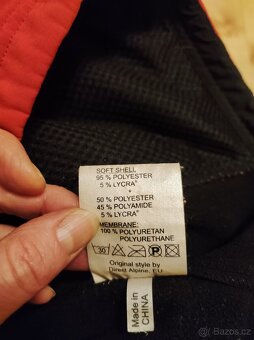 SOFT SHELL
95 % POLYESTER
5 % LYCRA®
+
50 % POLYESTER
45 % POLYAMIDE
5 % LYCRA®
MEMBRANE:
100 % POLYURETAN
POLYURETHANE
30 P
Original style by
Direct Alpine, EU
Made in
CHINA
sbazar.cz